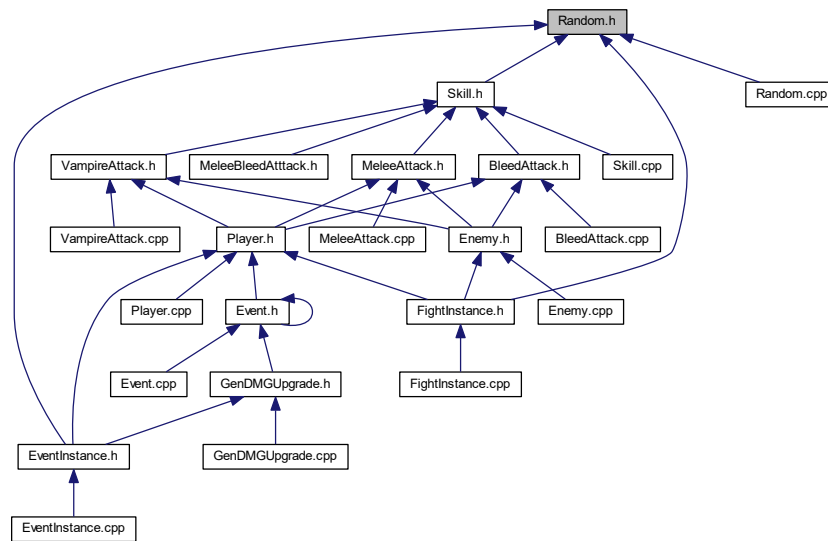 Random.h
Skill.h
Random.cpp
VampireAttack.h
MeleeBleedAtttack.h
MeleeAttack.h
BleedAttack.h
Skill.cpp
VampireAttack.cpp
Player.h
MeleeAttack.cpp
Enemy.h
BleedAttack.cpp
Player.cpp
Event.h
FightInstance.h
Enemy.cpp
Event.cpp
GenDMGUpgrade.h
FightInstance.cpp
EventInstance.h
GenDMGUpgrade.cpp
EventInstance.cpp